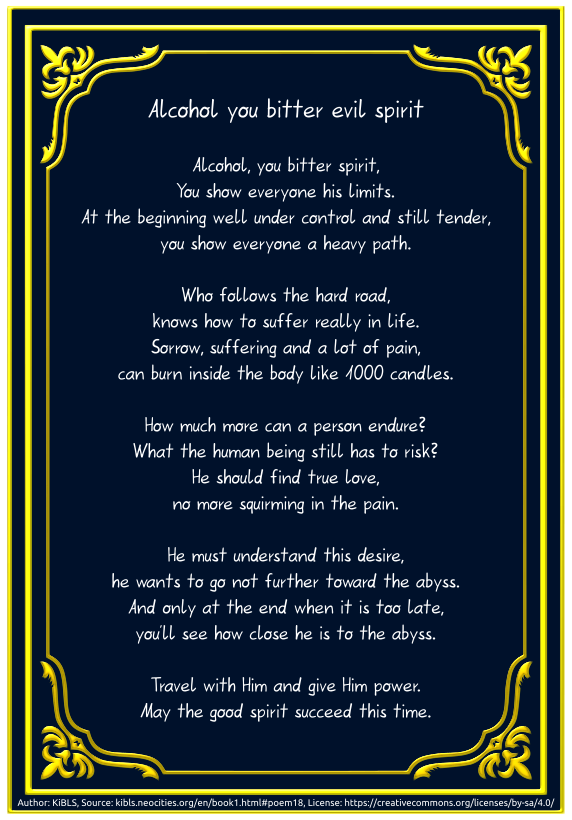 Alcohol you bitter evil spirit
Alcohol, you bitter spirit,
You show everyone his limits.
At the beginning well under control and still tender,
you show everyone a heavy path.
Who follows the hard road,
knows how to suffer really in life.
Sorrow, suffering and a lot of pain,
can burn inside the body like 1000 candles.
How much more can a person endure?
What the human being still has to risk?
He should find true love,
no more squirming in the pain.
He must understand this desire,
he wants to go not further toward the abyss.
And only at the end when it is too late,
you'll see how close he is to the abyss.
Travel with Him and give Him power.
May the good spirit succeed this time.
Author: KiBLS, Source: kibls.neocities.org/en/book1.html#poem18, License: https://creativecommons.org/licenses/by-sa/4.0/